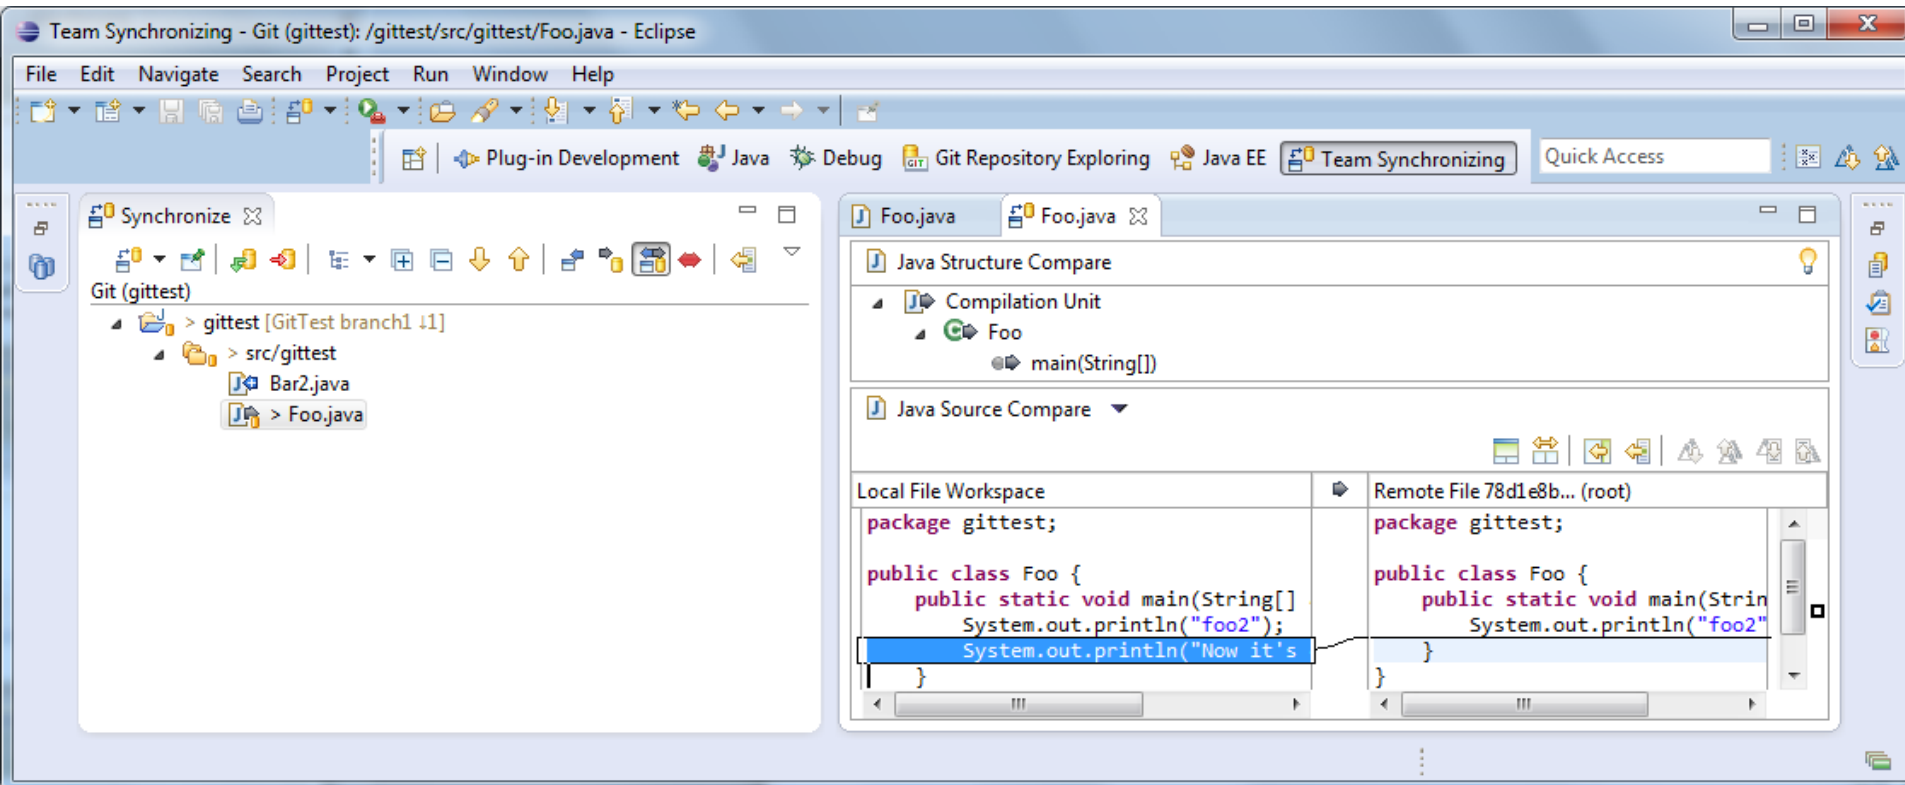 Team Synchronizing - Git (gittest): /gittest/src/gittest/Foo.java - Eclipse
File Edit Navigate Search Project Run Window Help
Plug-in Development Java Debug GIT Git Repository Exploring Java EE Team Synchronizing Quick Access
Synchronize
Git (gittest)
> gittest [GitTest branch1 ↓1]
> src/gittest
Bar2.java
> Foo.java
Foo.java Foo.java
Java Structure Compare
Compilation Unit
Foo
main(String[])
Java Source Compare
Local File Workspace
package gittest;
public class Foo {
public static void main(String[]
System.out.println("foo2");
System.out.println("Now it's
}
Remote File 78d1e8b... (root)
package gittest;
public class Foo {
public static void main(Strin
System.out.println("foo2"
}
}